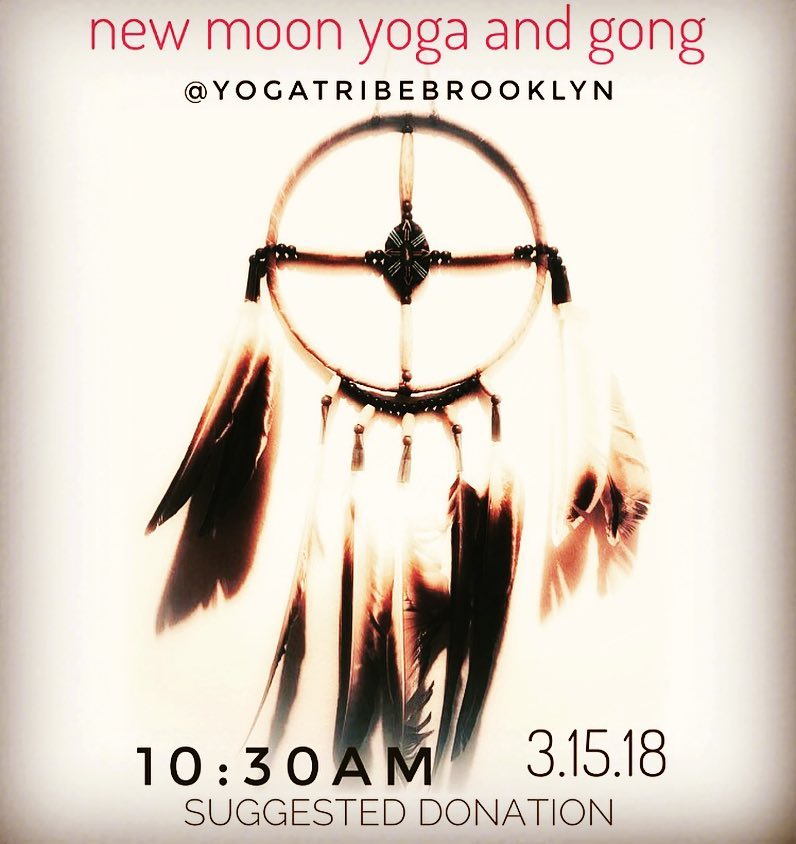 new moon yoga and gong
@YOGATRIBEBROOKLYN
10:30AM 3.15.18
SUGGESTED DONATION